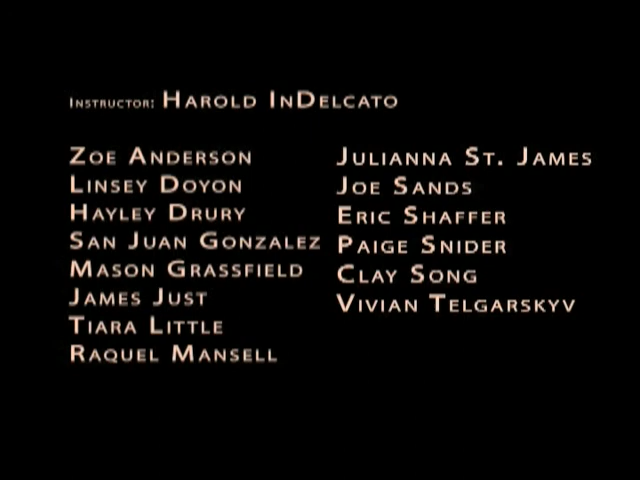 Instructor: Harold InDelcato
Zoe Anderson
Linsey Doyon
Hayley Drury
San Juan Gonzalez
Mason Grassfield
James Just
Tiara Little
Raquel Mansell
Julianna St. James
Joe Sands
Eric Shaffer
Paige Snider
Clay Song
Vivian Telgarskyv